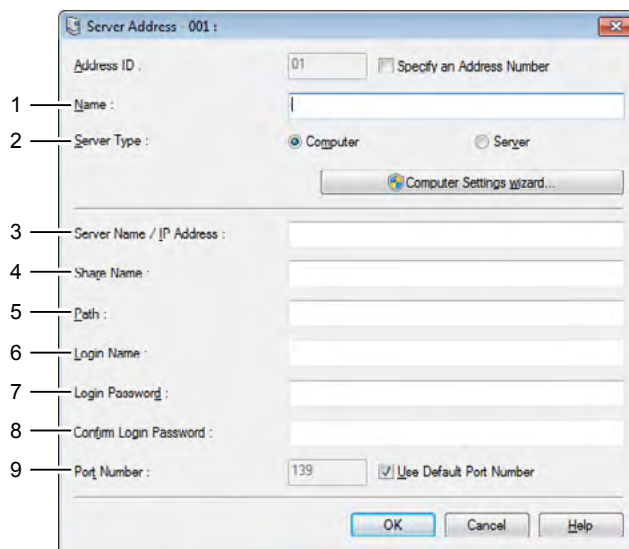 Server Address - 001 :
Address ID : 01 Specify an Address Number
1 Name :
2 Server Type : Computer Server
Computer Settings wizard...
3 Server Name / IP Address :
4 Share Name :
5 Path :
6 Login Name :
7 Login Password :
8 Confirm Login Password :
9 Port Number : 139 Use Default Port Number
OK Cancel Help